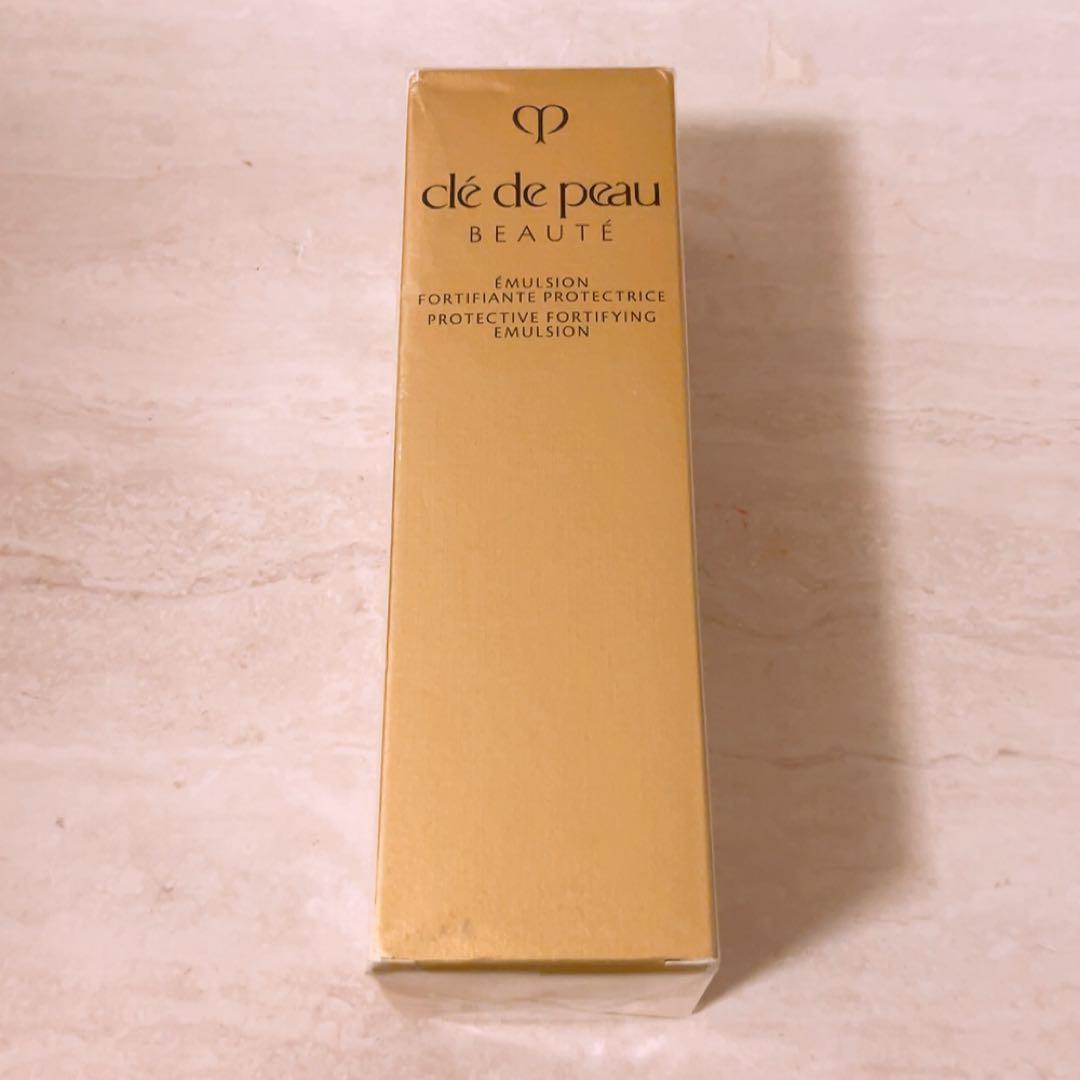 clé de peau
BEAUTÉ
ÉMULSION
FORTIFIANTE PROTECTRICE
PROTECTIVE FORTIFYING
EMULSION